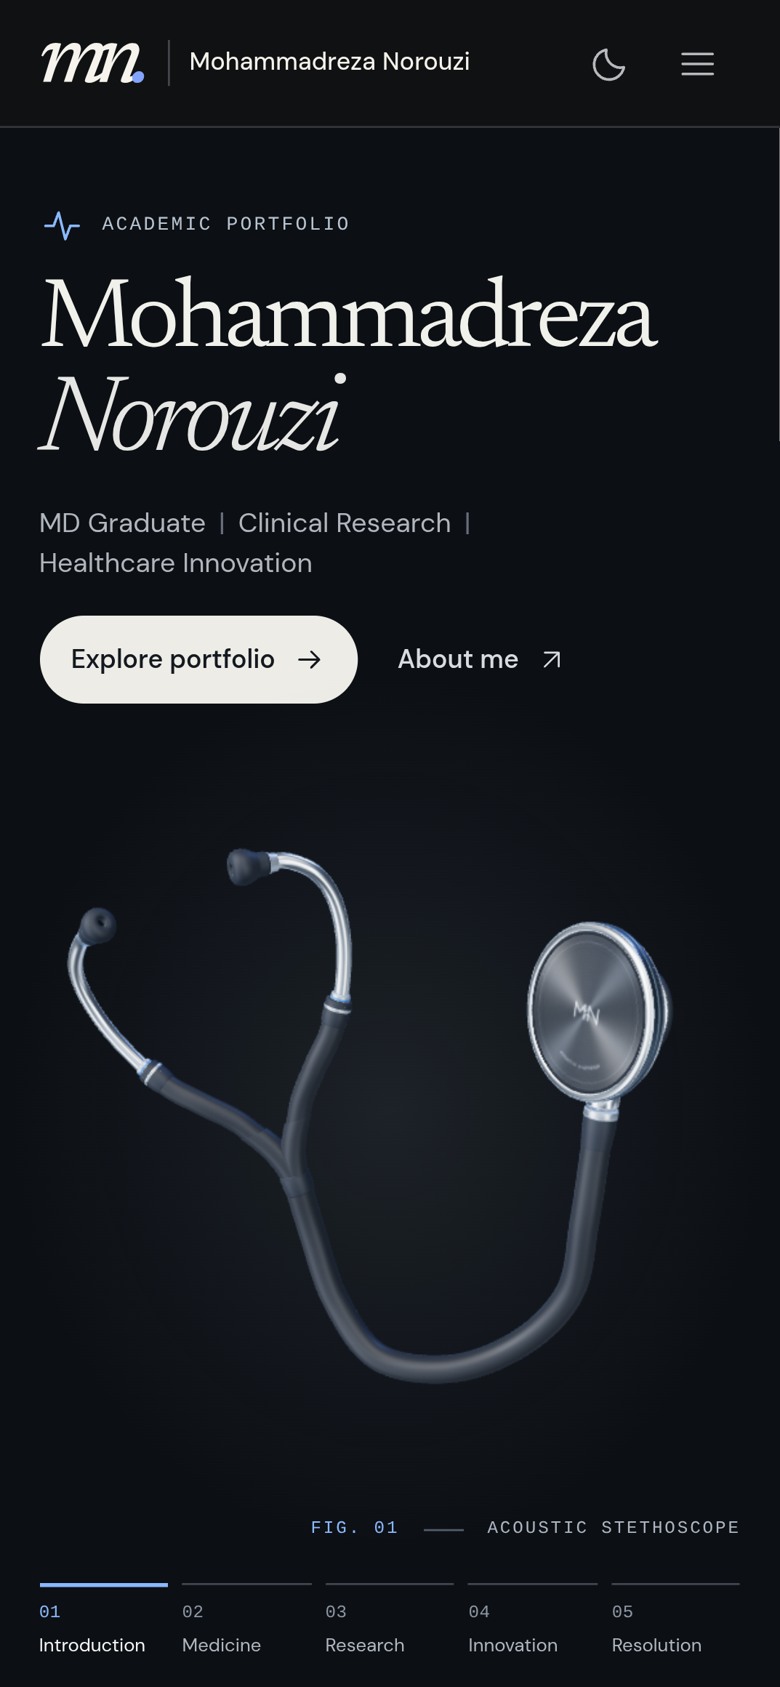 mn.
Mohammadreza Norouzi
ACADEMIC PORTFOLIO
Mohammadreza
Norouzi
MD Graduate | Clinical Research |
Healthcare Innovation
Explore portfolio →
About me ↗
MN
FIG. 01 — ACOUSTIC STETHOSCOPE
01
Introduction
02
Medicine
03
Research
04
Innovation
05
Resolution